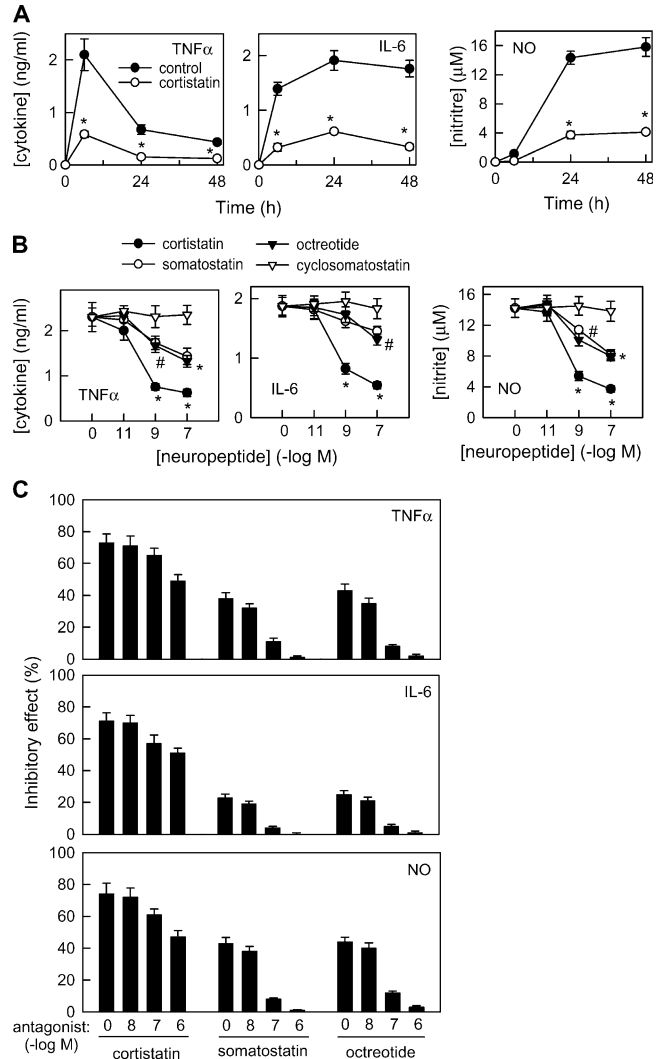 A
TNFα
control
cortistatin
[cytokine] (ng/ml)
2
1
0
0 24 48
IL-6
2
1
0
0 24 48
NO
[nitritre] (μM)
16
12
8
4
0
0 24 48
* * *
* * *
* *
Time (h)
Time (h)
B
cortistatin
octreotide
somatostatin
cyclosomatostatin
[cytokine] (ng/ml)
2
1
0
TNFα
# * * *
0 11 9 7
2
1
0
IL-6
# * *
0 11 9 7
[nitrite] (μM)
16
12
8
4
0
NO
# * * *
0 11 9 7
[neuropeptide] (-log M)
[neuropeptide] (-log M)
C
Inhibitory effect (%)
100
80
60
40
20
0
TNFα
100
80
60
40
20
0
IL-6
100
80
60
40
20
0
NO
antagonist: 0 8 7 6 0 8 7 6 0 8 7 6
(-log M)
cortistatin somatostatin octreotide